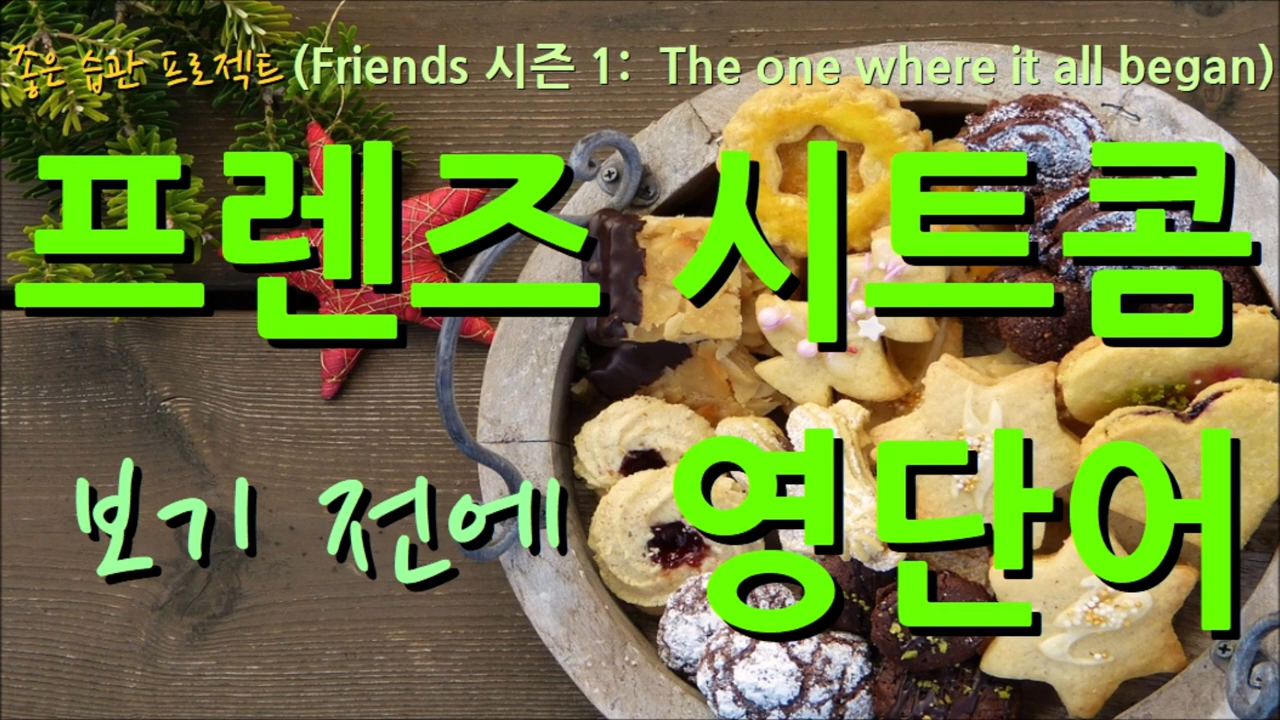 좋은 습관 프로젝트 (Friends 시즌 1: The one where it all began)
프렌즈 시트콤
보기 전에 영단어